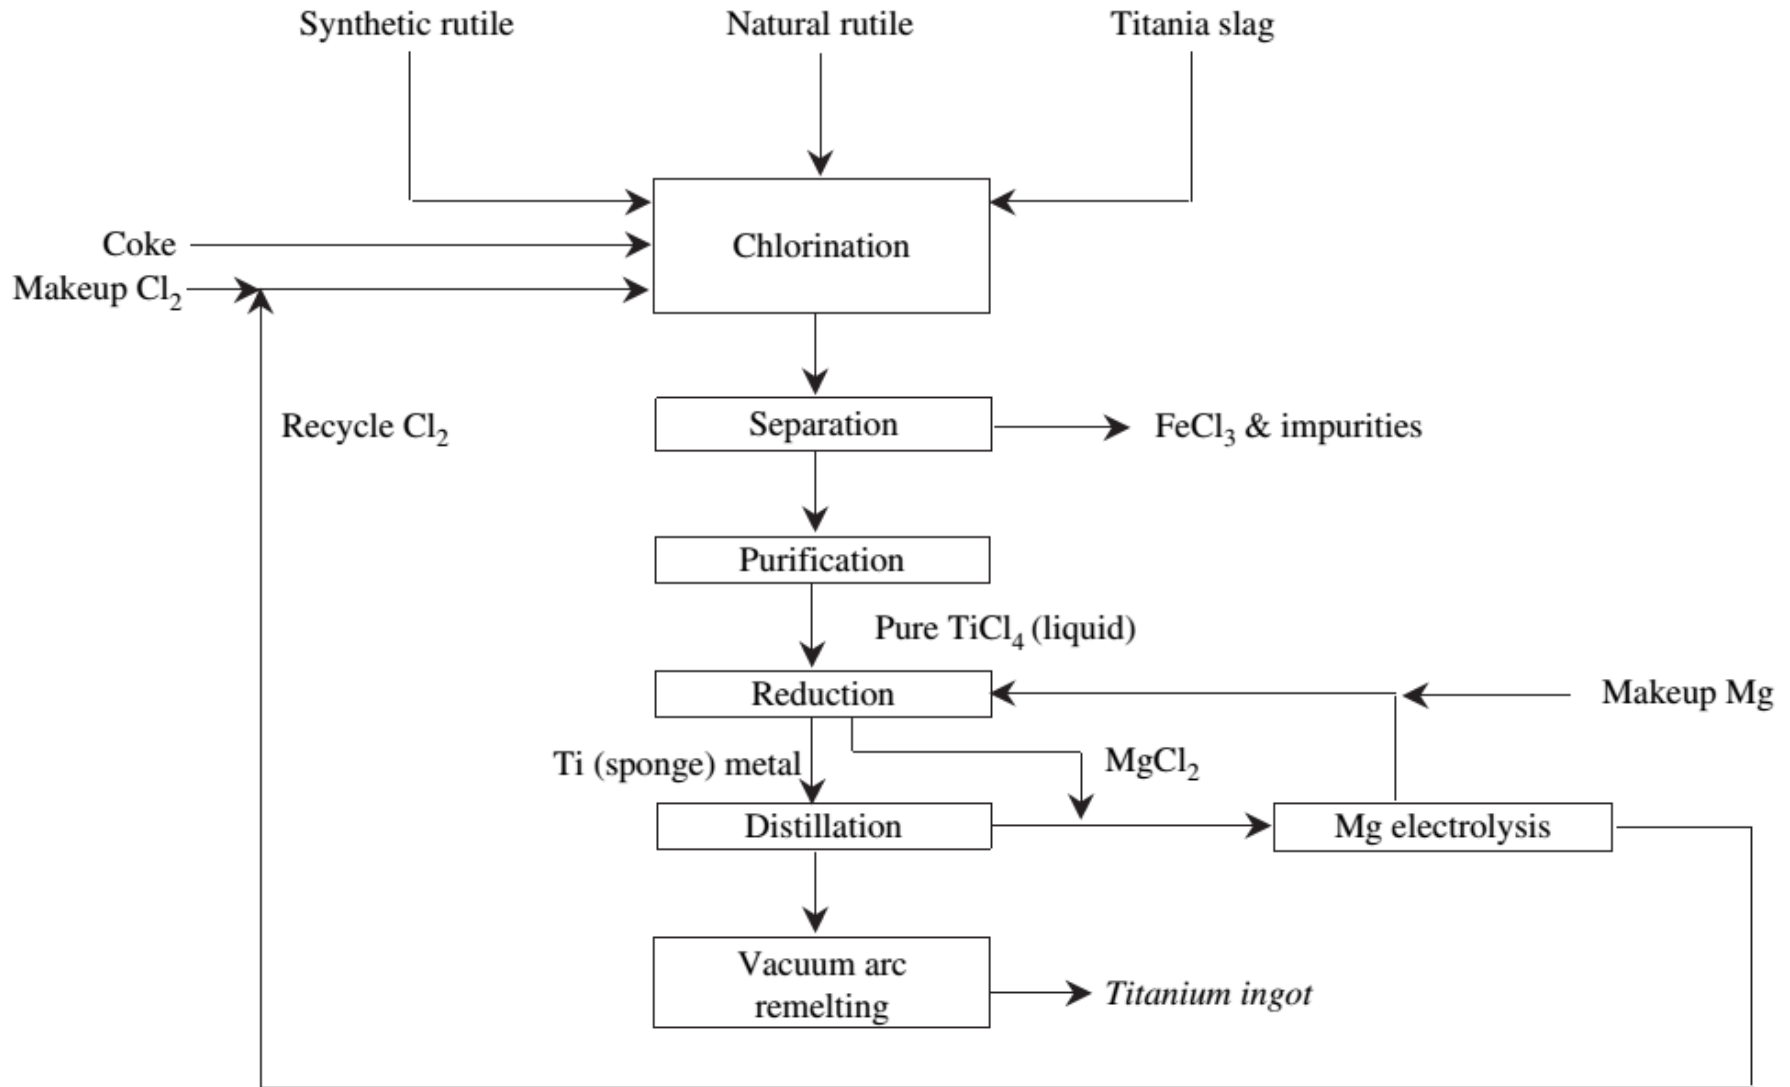 Synthetic rutile
Natural rutile
Titania slag
Coke
Chlorination
Makeup Cl₂
Recycle Cl₂
Separation
FeCl₃ & impurities
Purification
Pure TiCl₄ (liquid)
Reduction
Makeup Mg
Ti (sponge) metal
MgCl₂
Distillation
Mg electrolysis
Vacuum arc
remelting
Titanium ingot